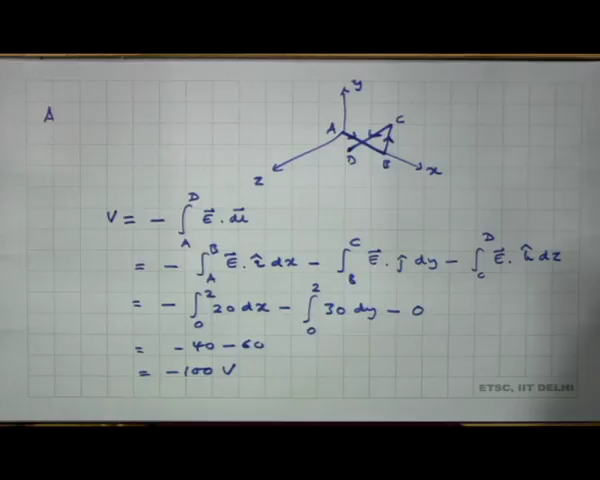 A
y
A
C
D
B
z
x
V = - ∫_A^D E⃗ . dl⃗
= - ∫_A^B E⃗ . î dx - ∫_B^C E⃗ . ĵ dy - ∫_C^D E⃗ . k̂ dz
= - ∫_0^2 20 dx - ∫_0^2 30 dy - 0
= -40 - 60
= -100 V
ETSC, IIT DELHI